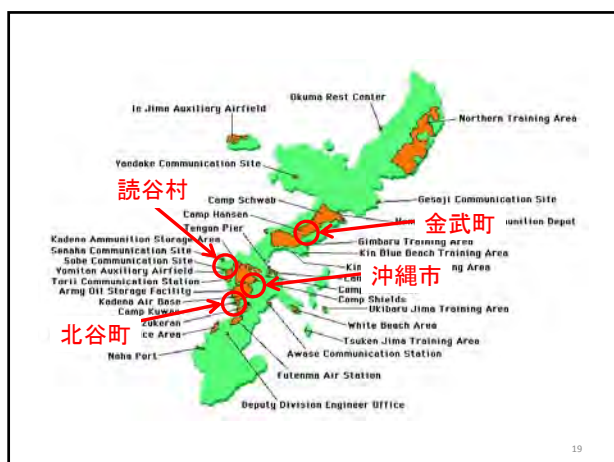 Okuma Rest Center
Ie Jima Auxiliary Airfield
Northern Training Area
Yaedake Communication Site
読谷村
Camp Schwab
Gesaji Communication Site
Camp Hansen
金武町
Tengan Pier
Kadena Ammunition Storage Area
Gimbaru Training Area
Senaha Communication Site
Kin Blue Beach Training Area
Sobe Communication Site
Yomitan Auxiliary Airfield
沖縄市
Torii Communication Station
Army Oil Storage Facility
Camp Shields
Kadena Air Base
Ukibaru Jima Training Area
北谷町
White Beach Area
Tsuken Jima Training Area
Naha Port
Awase Communication Station
Futenma Air Station
Deputy Division Engineer Office
19